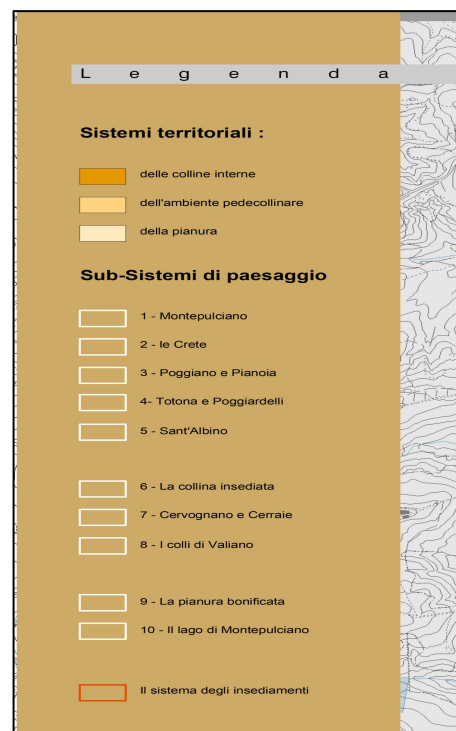 Legenda
Sistemi territoriali :
delle colline interne
dell'ambiente pedecollinare
della pianura
Sub-Sistemi di paesaggio
1 - Montepulciano
2 - le Crete
3 - Poggiano e Pianoia
4- Totona e Poggiardelli
5 - Sant'Albino
6 - La collina insediata
7 - Cervognano e Cerraie
8 - I colli di Valiano
9 - La pianura bonificata
10 - Il lago di Montepulciano
Il sistema degli insediamenti